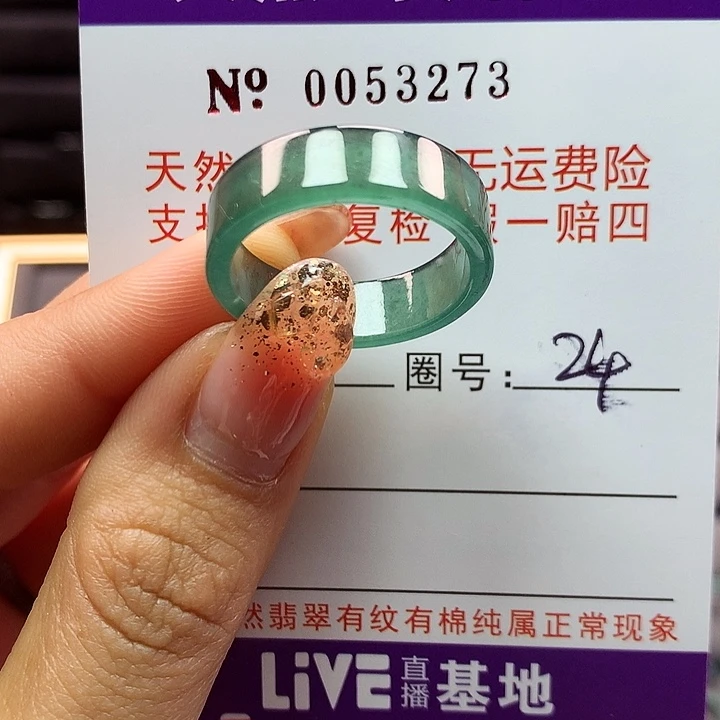 № 0053273
天然 无运费险
支 复检 假一赔四
圈号: 24
然翡翠有纹有棉纯属正常现象
LiVE 直播 基地